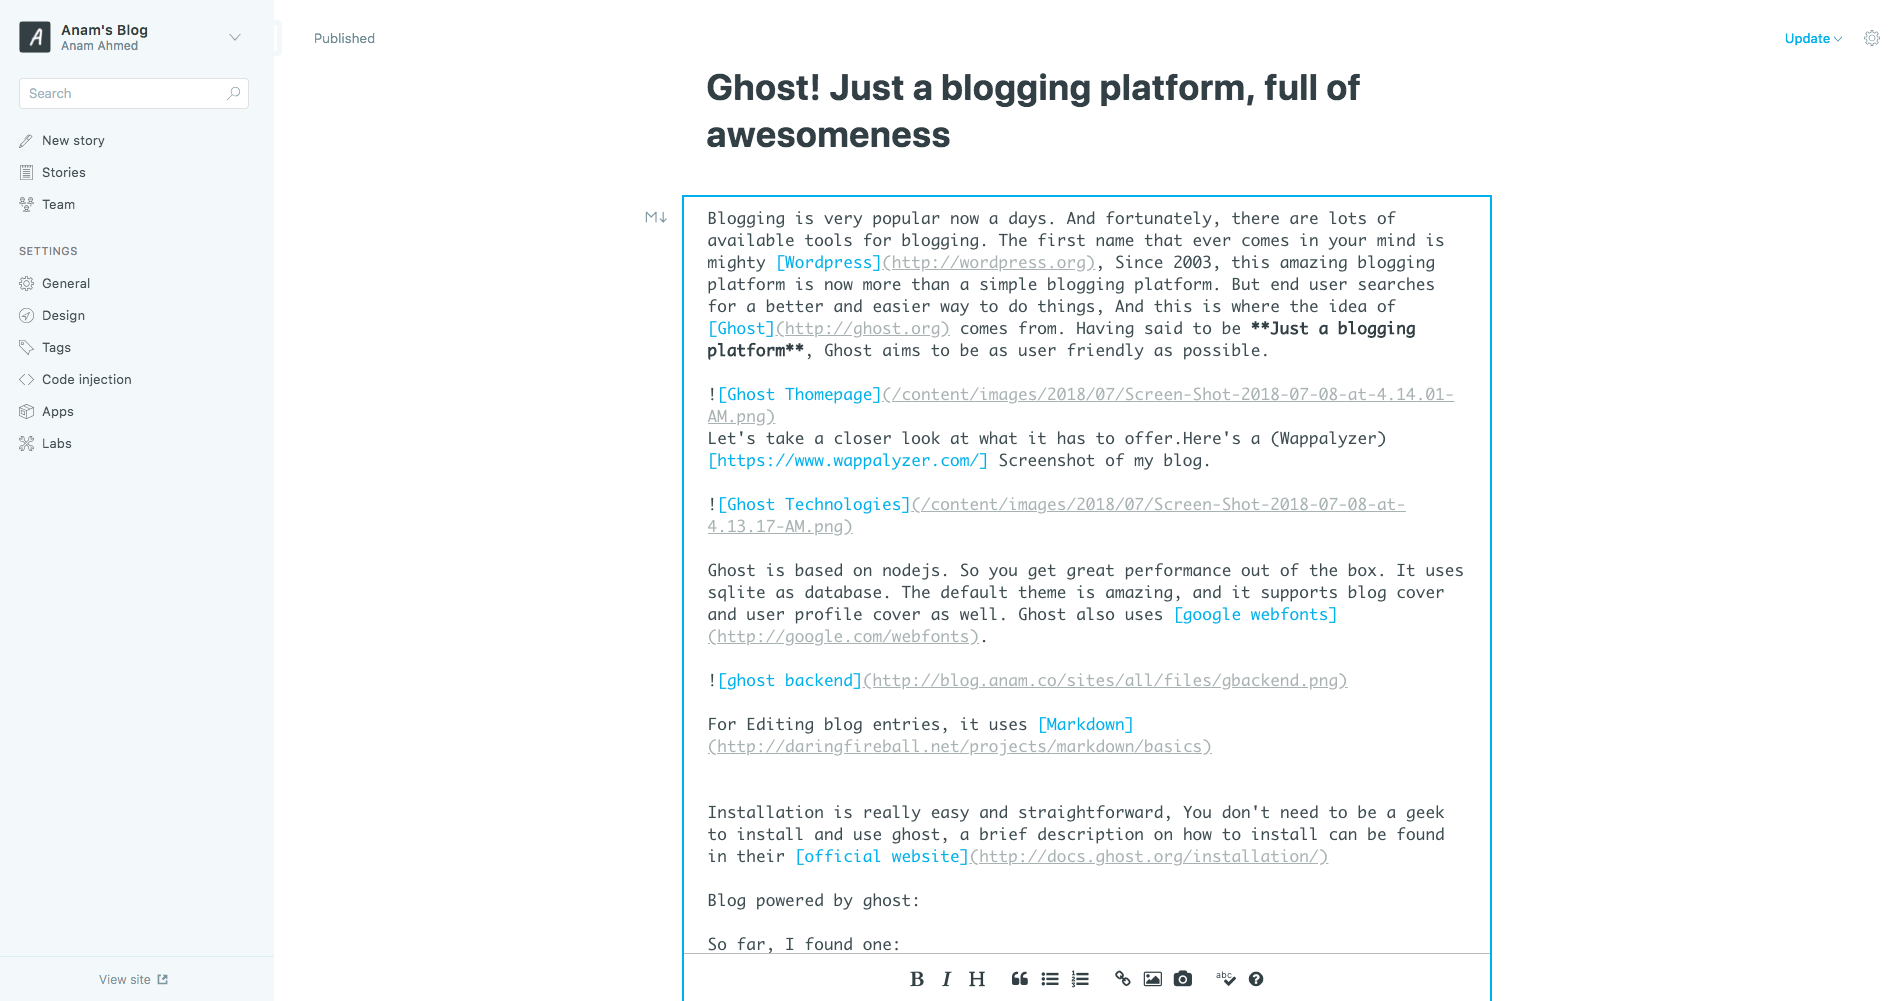 Anam's Blog
Anam Ahmed
Search
New story
Stories
Team
SETTINGS
General
Design
Tags
Code injection
Apps
Labs
View site
Published
Update
Ghost! Just a blogging platform, full of
awesomeness
M↓
Blogging is very popular now a days. And fortunately, there are lots of
available tools for blogging. The first name that ever comes in your mind is
mighty [Wordpress](http://wordpress.org), Since 2003, this amazing blogging
platform is now more than a simple blogging platform. But end user searches
for a better and easier way to do things, And this is where the idea of
[Ghost](http://ghost.org) comes from. Having said to be **Just a blogging
platform**, Ghost aims to be as user friendly as possible.
![Ghost Thomepage](/content/images/2018/07/Screen-Shot-2018-07-08-at-4.14.01-
AM.png)
Let's take a closer look at what it has to offer.Here's a (Wappalyzer)
[https://www.wappalyzer.com/] Screenshot of my blog.
![Ghost Technologies](/content/images/2018/07/Screen-Shot-2018-07-08-at-
4.13.17-AM.png)
Ghost is based on nodejs. So you get great performance out of the box. It uses
sqlite as database. The default theme is amazing, and it supports blog cover
and user profile cover as well. Ghost also uses [google webfonts]
(http://google.com/webfonts).
![ghost backend](http://blog.anam.co/sites/all/files/gbackend.png)
For Editing blog entries, it uses [Markdown]
(http://daringfireball.net/projects/markdown/basics)
Installation is really easy and straightforward, You don't need to be a geek
to install and use ghost, a brief description on how to install can be found
in their [official website](http://docs.ghost.org/installation/)
Blog powered by ghost:
So far, I found one:
B I H abc